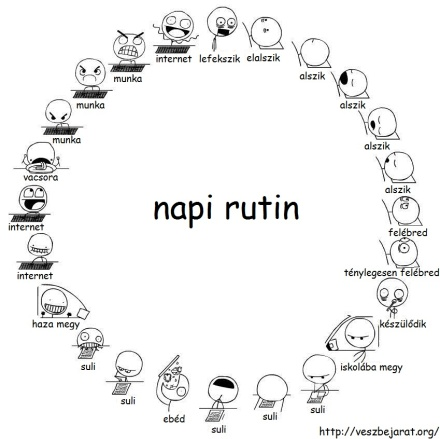 internet
lefekszik
elalszik
alszik
alszik
alszik
alszik
felébred
ténylegesen felébred
készülődik
iskolába megy
suli
suli
suli
ebéd
suli
suli
haza megy
internet
internet
vacsora
munka
munka
munka
napi rutin
http://veszbejarat.org/